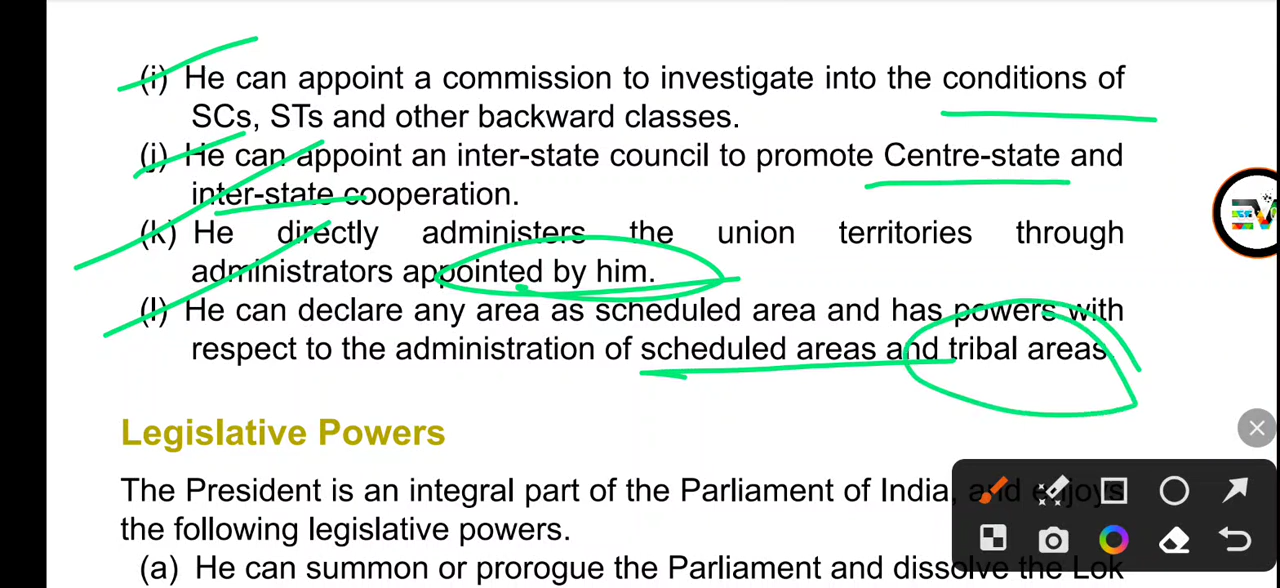 (i) He can appoint a commission to investigate into the conditions of
SCs, STs and other backward classes.
(j) He can appoint an inter-state council to promote Centre-state and
inter-state cooperation.
(k) He directly administers the union territories through
administrators appointed by him.
(l) He can declare any area as scheduled area and has powers with
respect to the administration of scheduled areas and tribal areas.
Legislative Powers
The President is an integral part of the Parliament of India, and enjoys
the following legislative powers.
(a) He can summon or prorogue the Parliament and dissolve the Lok
EV